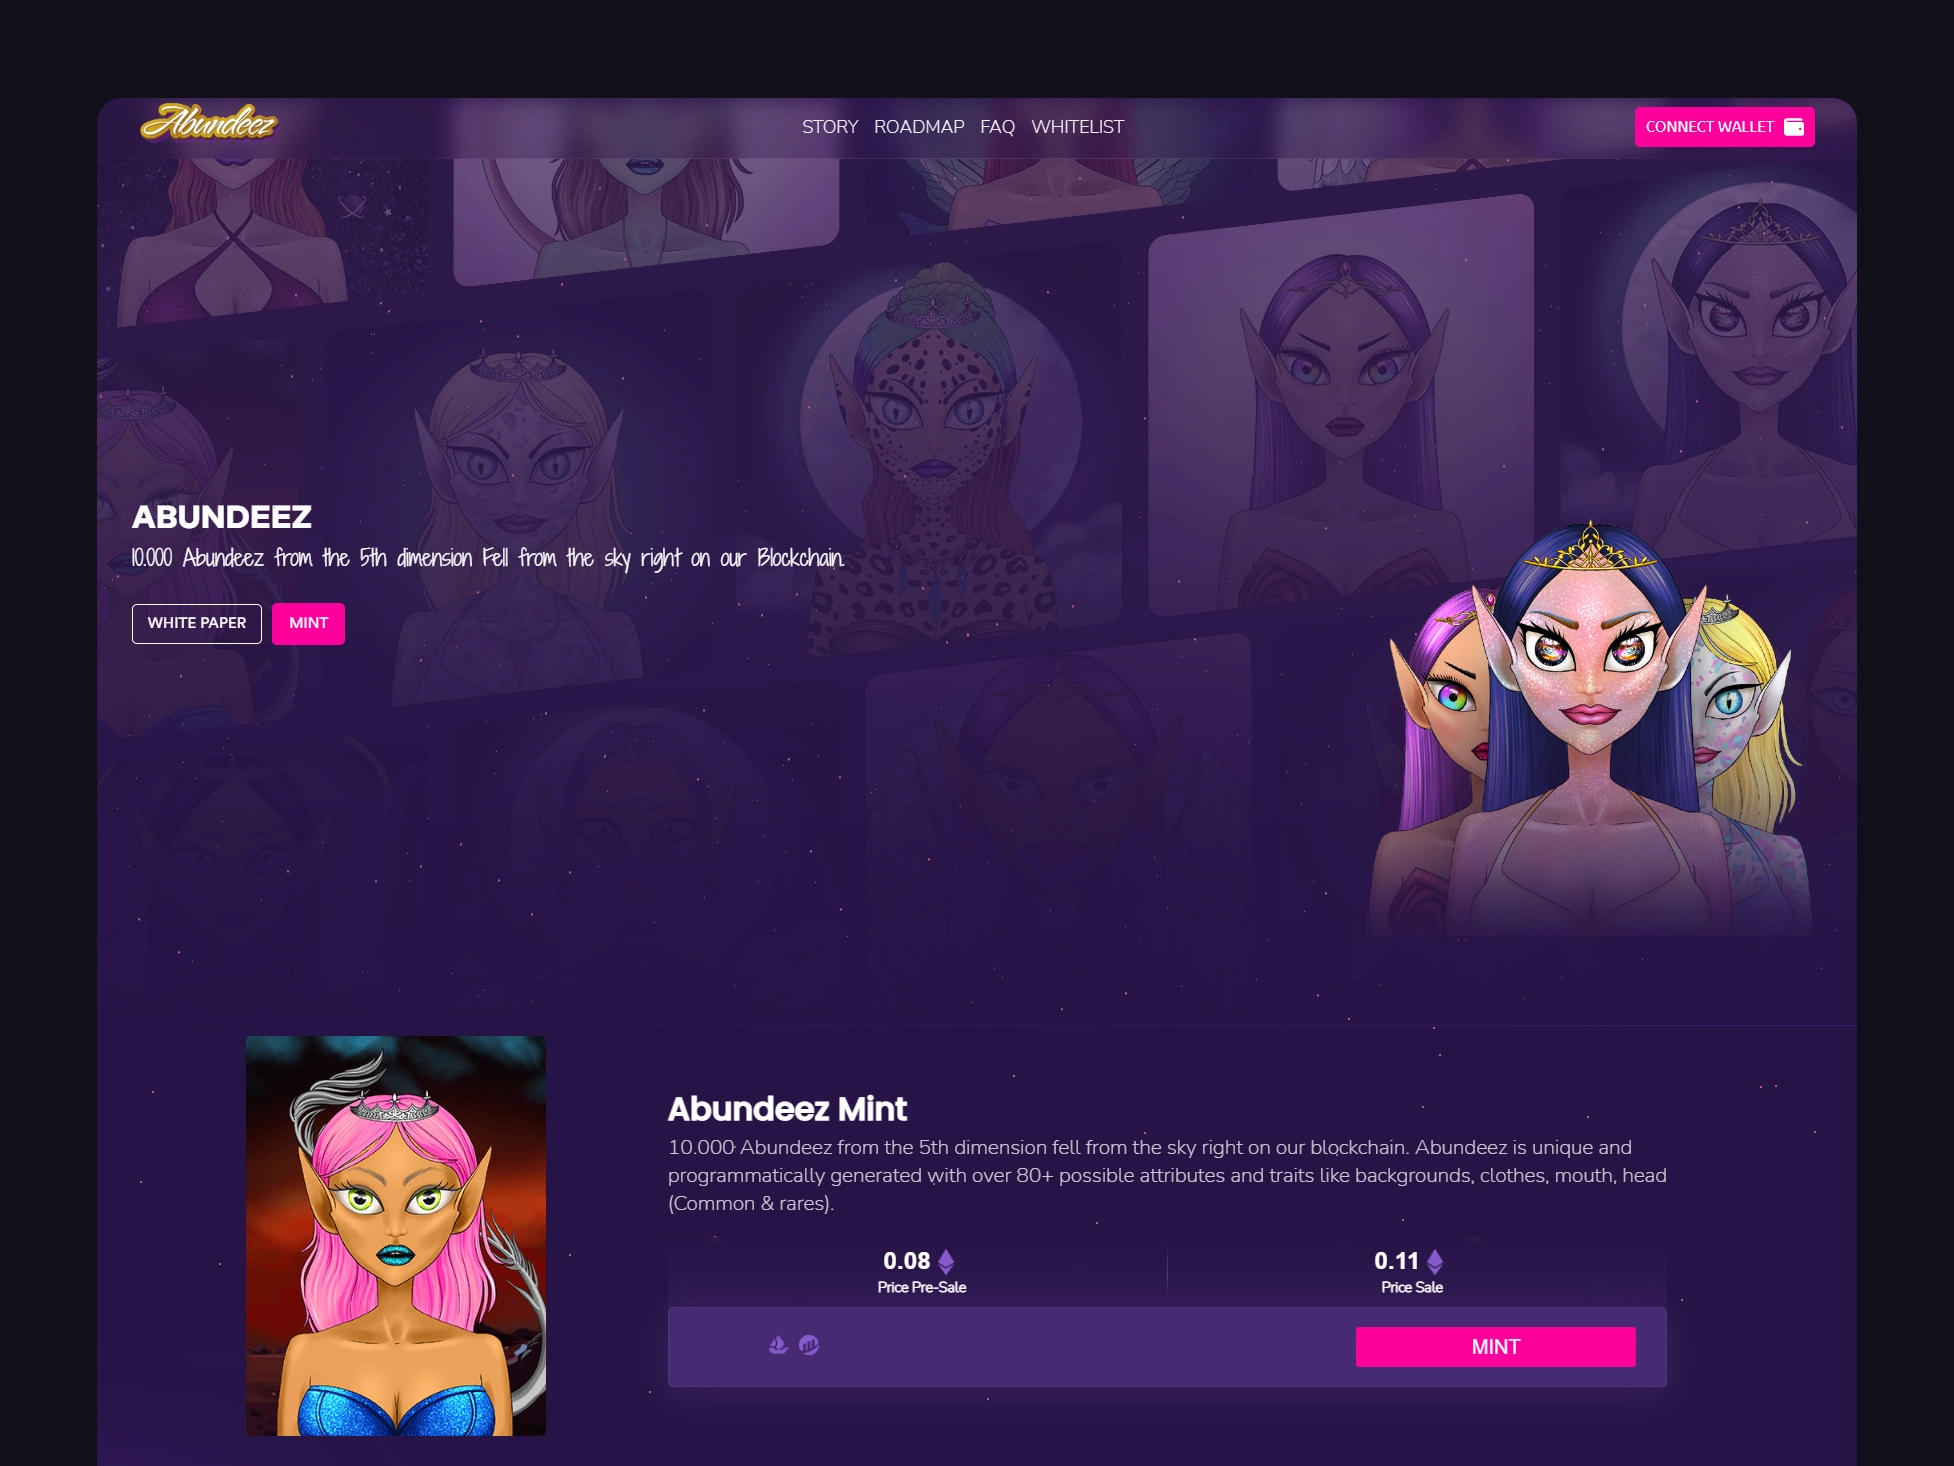 Abundeez
STORY ROADMAP FAQ WHITELIST
CONNECT WALLET
ABUNDEEZ
10.000 Abundeez from the 5th dimension Fell from the sky right on our Blockchain.
WHITE PAPER
MINT
Abundeez Mint
10.000 Abundeez from the 5th dimension fell from the sky right on our blockchain. Abundeez is unique and
programmatically generated with over 80+ possible attributes and traits like backgrounds, clothes, mouth, head
(Common & rares).
0.08
Price Pre-Sale
0.11
Price Sale
MINT